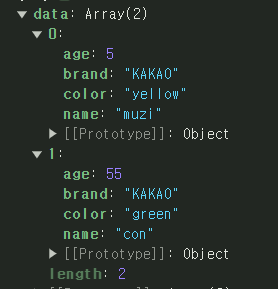 ▼ data: Array(2)
▼ 0:
age: 5
brand: "KAKAO"
color: "yellow"
name: "muzi"
▶ [[Prototype]]: Object
▼ 1:
age: 55
brand: "KAKAO"
color: "green"
name: "con"
▶ [[Prototype]]: Object
length: 2